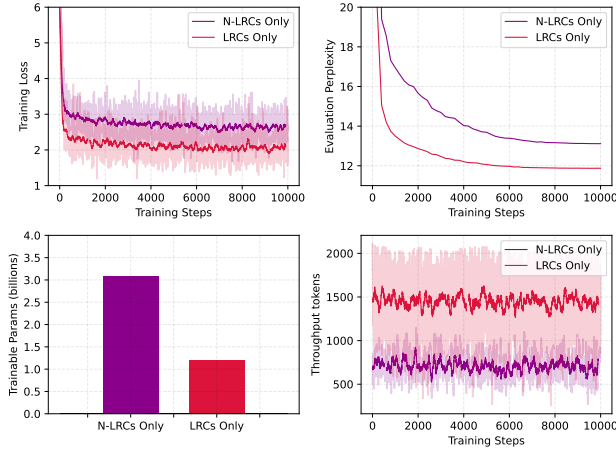 6
5
4
3
2
1
Training Loss
N-LRCs Only
LRCs Only
0 2000 4000 6000 8000 10000
Training Steps
20
18
16
14
12
Evaluation Perplexity
N-LRCs Only
LRCs Only
0 2000 4000 6000 8000 10000
Training Steps
4.0
3.5
3.0
2.5
2.0
1.5
1.0
0.5
0.0
Trainable Params (billions)
N-LRCs Only LRCs Only
2000
1500
1000
500
Throughput tokens
N-LRCs Only
LRCs Only
0 2000 4000 6000 8000 10000
Training Steps